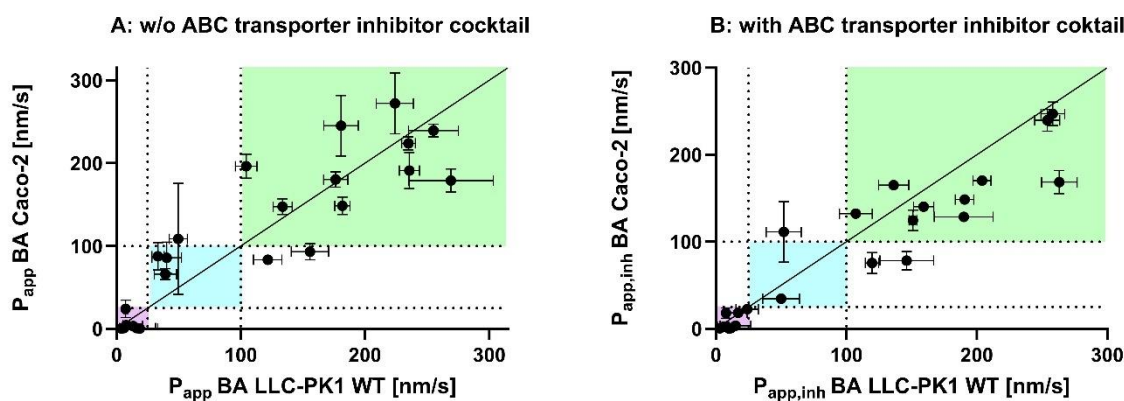 A: w/o ABC transporter inhibitor cocktail
P_app BA Caco-2 [nm/s]
300
200
100
0
0 100 200 300
P_app BA LLC-PK1 WT [nm/s]
B: with ABC transporter inhibitor coktail
P_app,inh BA Caco-2 [nm/s]
300
200
100
0
0 100 200 300
P_app,inh BA LLC-PK1 WT [nm/s]